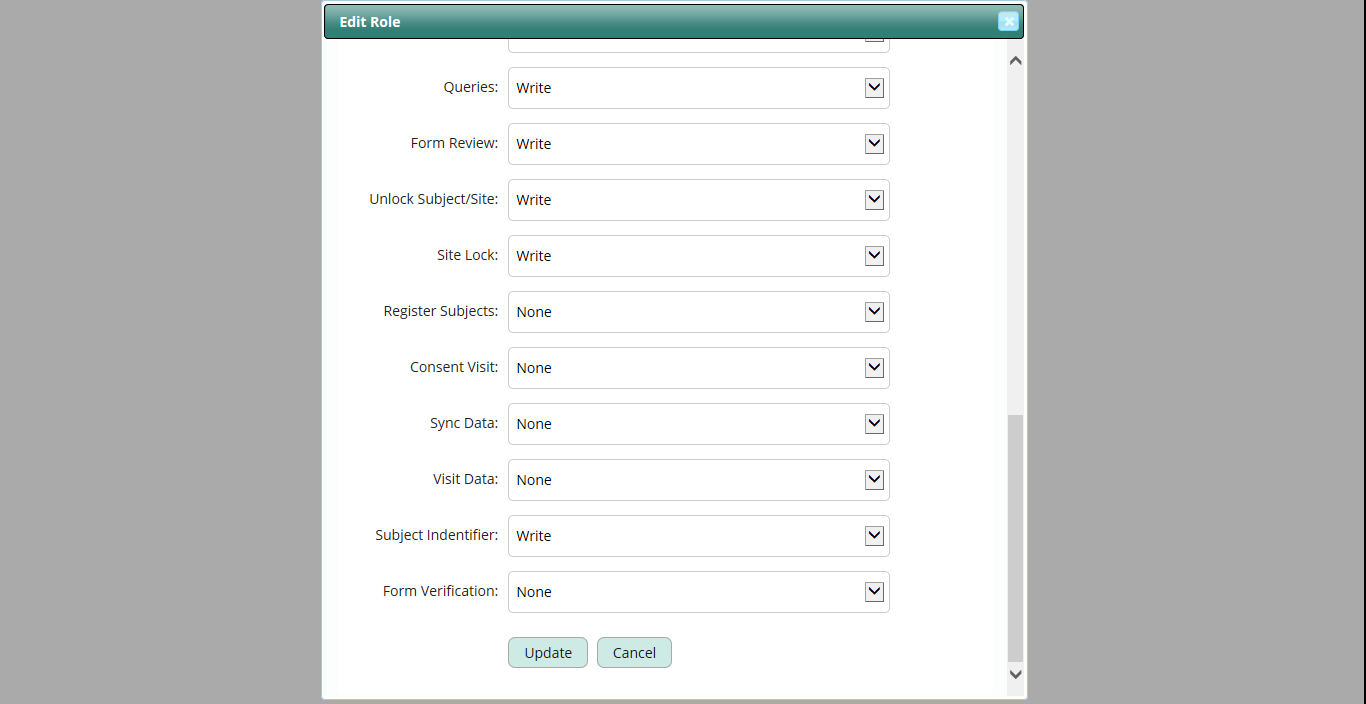 Edit Role
Queries: Write
Form Review: Write
Unlock Subject/Site: Write
Site Lock: Write
Register Subjects: None
Consent Visit: None
Sync Data: None
Visit Data: None
Subject Indentifier: Write
Form Verification: None
Update Cancel